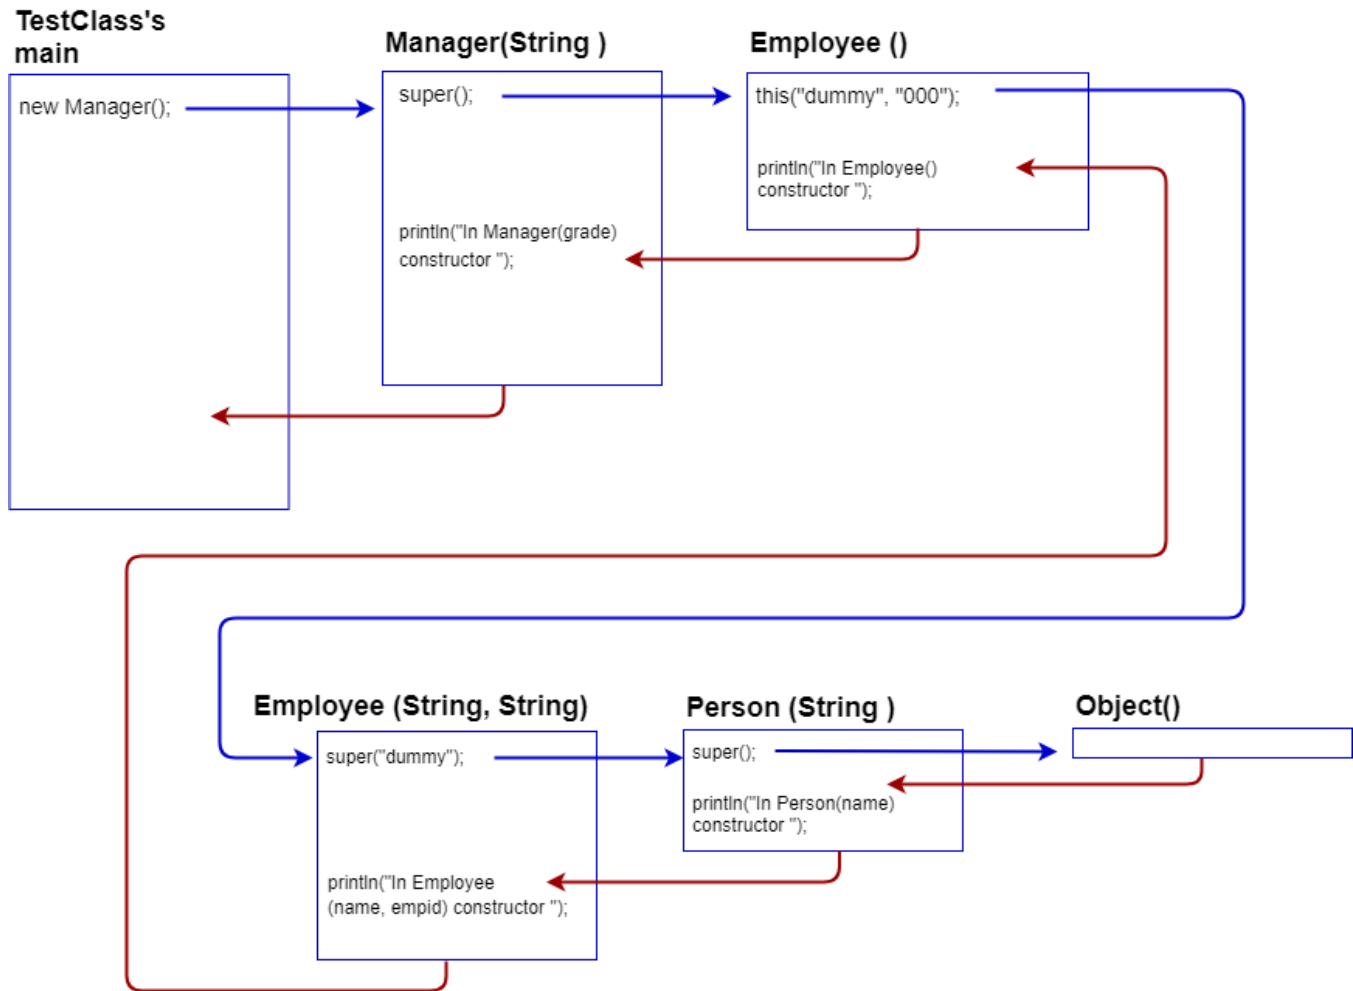 TestClass's
main
new Manager();
Manager(String )
super();
println("In Manager(grade)
constructor ");
Employee ()
this("dummy", "000");
println("In Employee()
constructor ");
Employee (String, String)
super("dummy");
println("In Employee
(name, empid) constructor ");
Person (String )
super();
println("In Person(name)
constructor ");
Object()